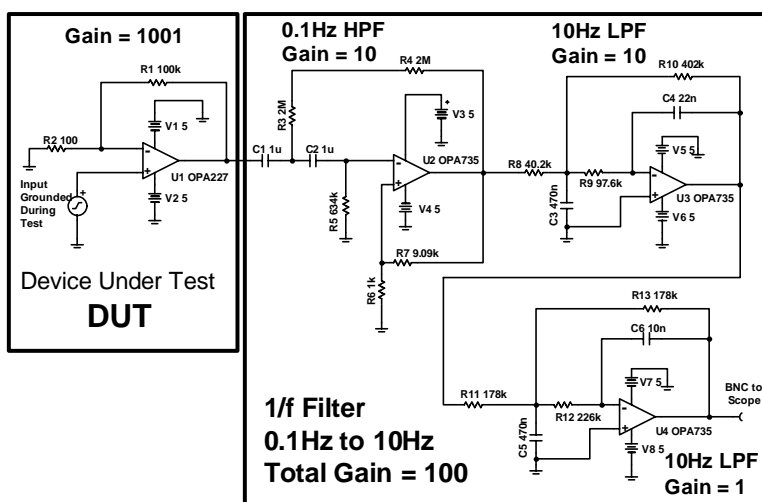 Gain = 1001
R1 100k
R2 100
V1 5
U1 OPA227
V2 5
Input
Grounded
During
Test
Device Under Test
DUT
0.1Hz HPF
Gain = 10
R4 2M
R3 2M
C1 1u
C2 1u
V3 5
U2 OPA735
R5 634k
V4 5
R7 9.09k
R6 1k
10Hz LPF
Gain = 10
R10 402k
C4 22n
V5 5
R8 40.2k
R9 97.6k
U3 OPA735
C3 470n
V6 5
R13 178k
C6 10n
V7 5
R11 178k
R12 226k
U4 OPA735
C5 470n
V8 5
BNC to
Scope
10Hz LPF
Gain = 1
1/f Filter
0.1Hz to 10Hz
Total Gain = 100